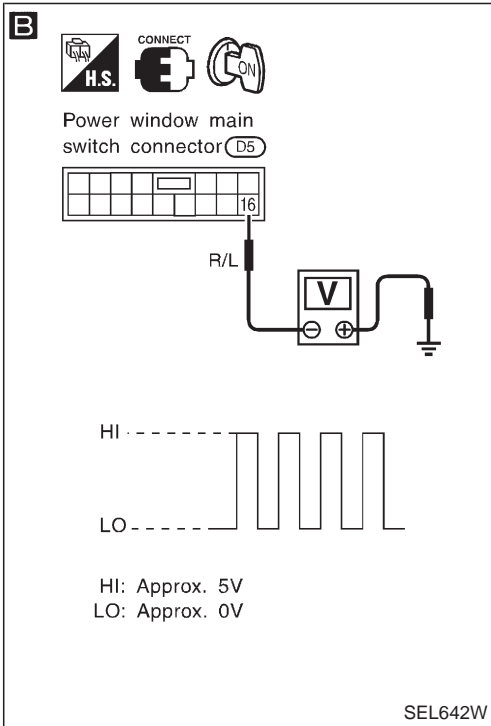 B
H.S.
CONNECT
ON
Power window main
switch connector D5
16
R/L
V
⊖ ⊕
HI
LO
HI: Approx. 5V
LO: Approx. 0V
SEL642W